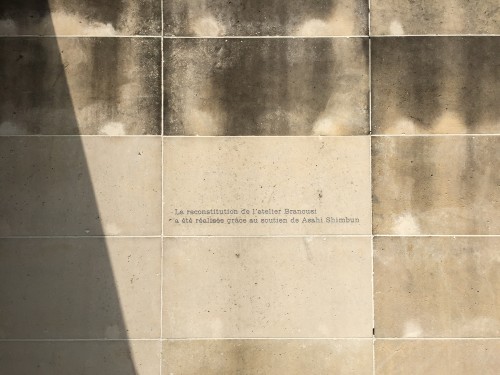 La reconstitution de l'atelier Brancusi
a été réalisée grâce au soutien de Asahi Shimbun